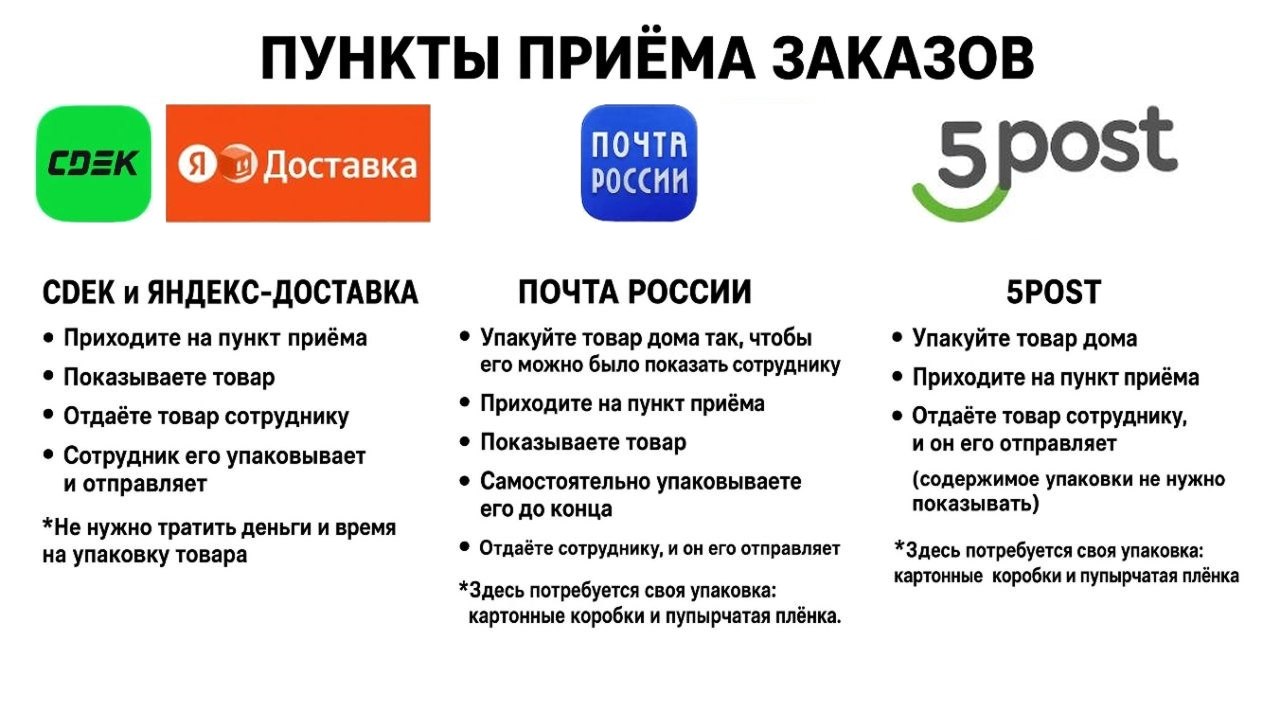 ПУНКТЫ ПРИЁМА ЗАКАЗОВ
CDEK
Я Доставка
ПОЧТА
РОССИИ
5post
CDEK и ЯНДЕКС-ДОСТАВКА
• Приходите на пункт приёма
• Показываете товар
• Отдаёте товар сотруднику
• Сотрудник его упаковывает
и отправляет
*Не нужно тратить деньги и время
на упаковку товара
ПОЧТА РОССИИ
• Упакуйте товар дома так, чтобы
его можно было показать сотруднику
• Приходите на пункт приёма
• Показываете товар
• Самостоятельно упаковываете
его до конца
• Отдаёте сотруднику, и он его отправляет
*Здесь потребуется своя упаковка:
картонные коробки и пупырчатая плёнка.
5POST
• Упакуйте товар дома
• Приходите на пункт приёма
• Отдаёте товар сотруднику,
и он его отправляет
(содержимое упаковки не нужно
показывать)
*Здесь потребуется своя упаковка:
картонные коробки и пупырчатая плёнка